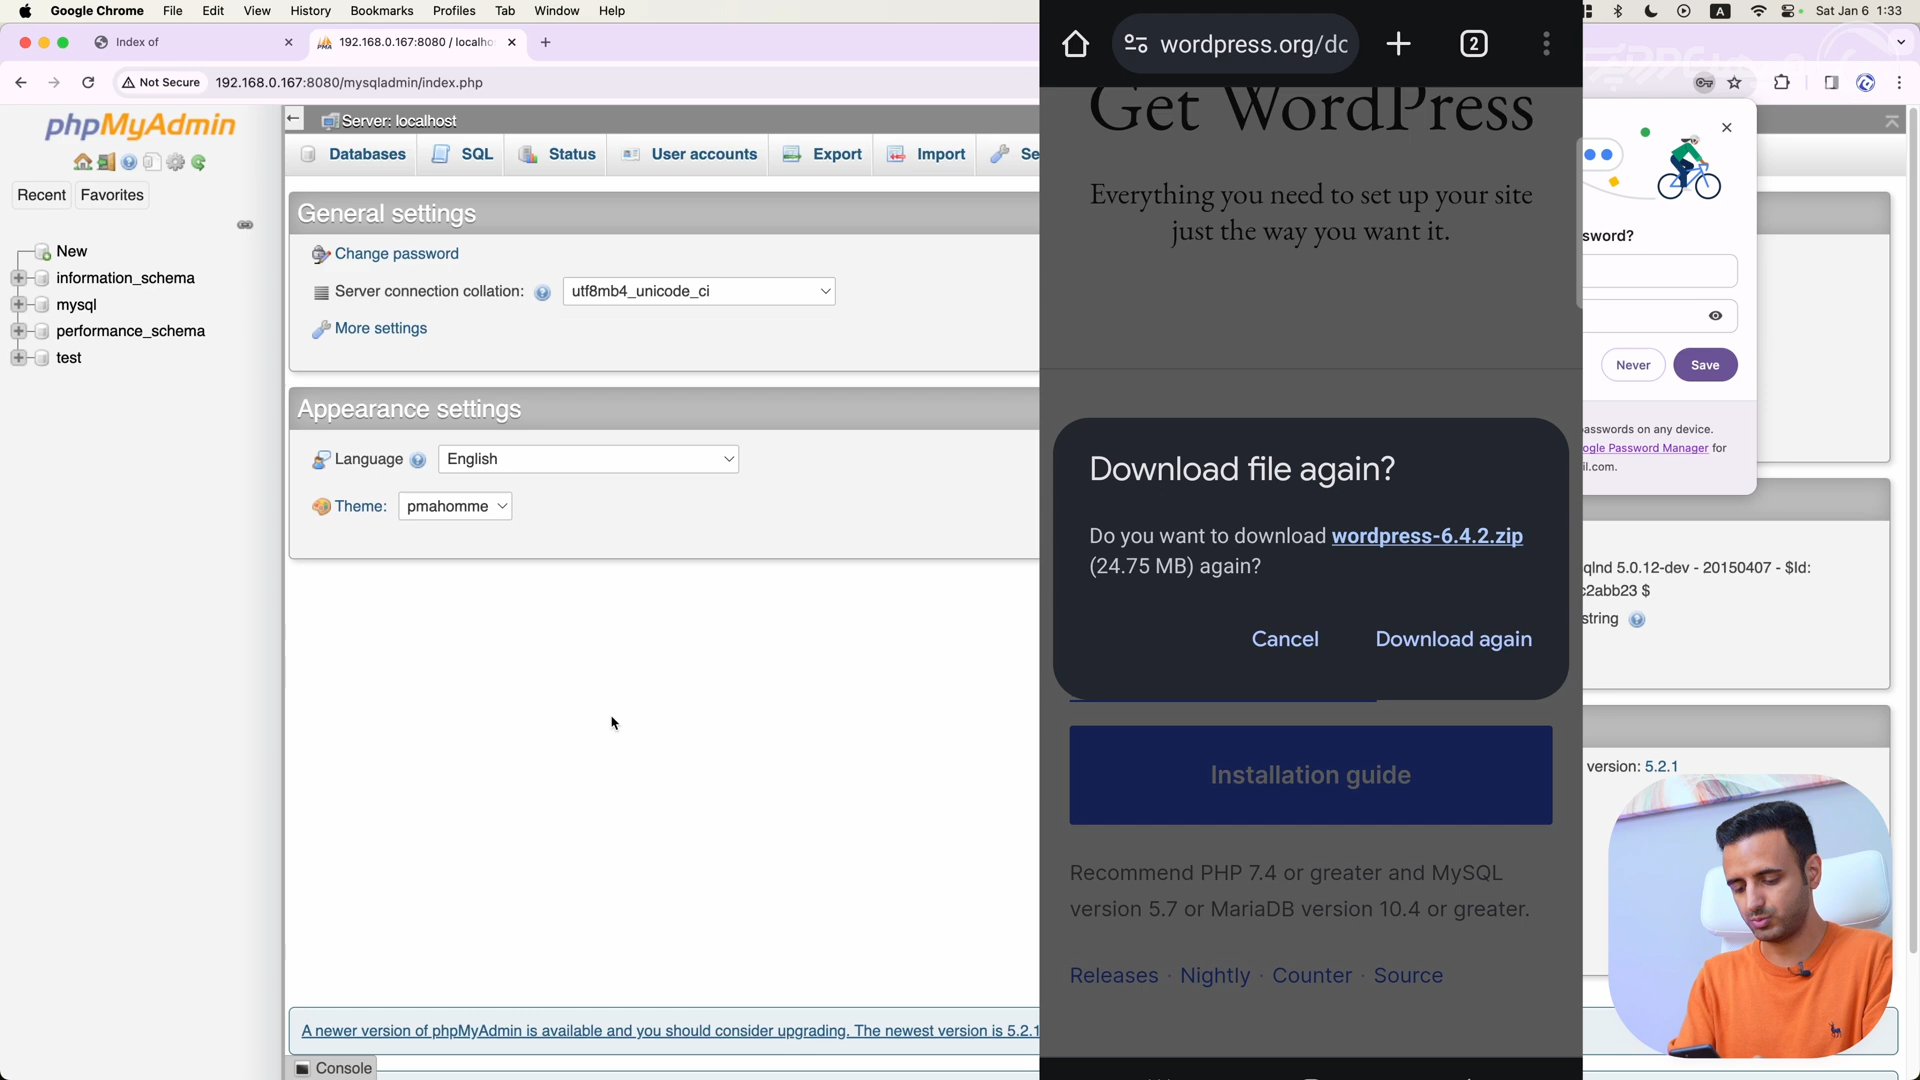 Google Chrome File Edit View History Bookmarks Profiles Tab Window Help
A Sat Jan 6 1:33
Index of
192.168.0.167:8080 / localho
Not Secure 192.168.0.167:8080/mysqladmin/index.php
phpMyAdmin
Recent Favorites
New
information_schema
mysql
performance_schema
test
Server: localhost
Databases SQL Status User accounts Export Import Se
General settings
Change password
Server connection collation: utf8mb4_unicode_ci
More settings
Appearance settings
Language English
Theme: pmahomme
A newer version of phpMyAdmin is available and you should consider upgrading. The newest version is 5.2.1
Console
wordpress.org/dc
2
Get WordPress
Everything you need to set up your site
just the way you want it.
Download file again?
Do you want to download wordpress-6.4.2.zip
(24.75 MB) again?
Cancel Download again
Installation guide
Recommend PHP 7.4 or greater and MySQL
version 5.7 or MariaDB version 10.4 or greater.
Releases · Nightly · Counter · Source
sword?
Never Save
asswords on any device.
ogle Password Manager for
il.com.
qlnd 5.0.12-dev - 20150407 - $Id:
c2abb23 $
string
version: 5.2.1